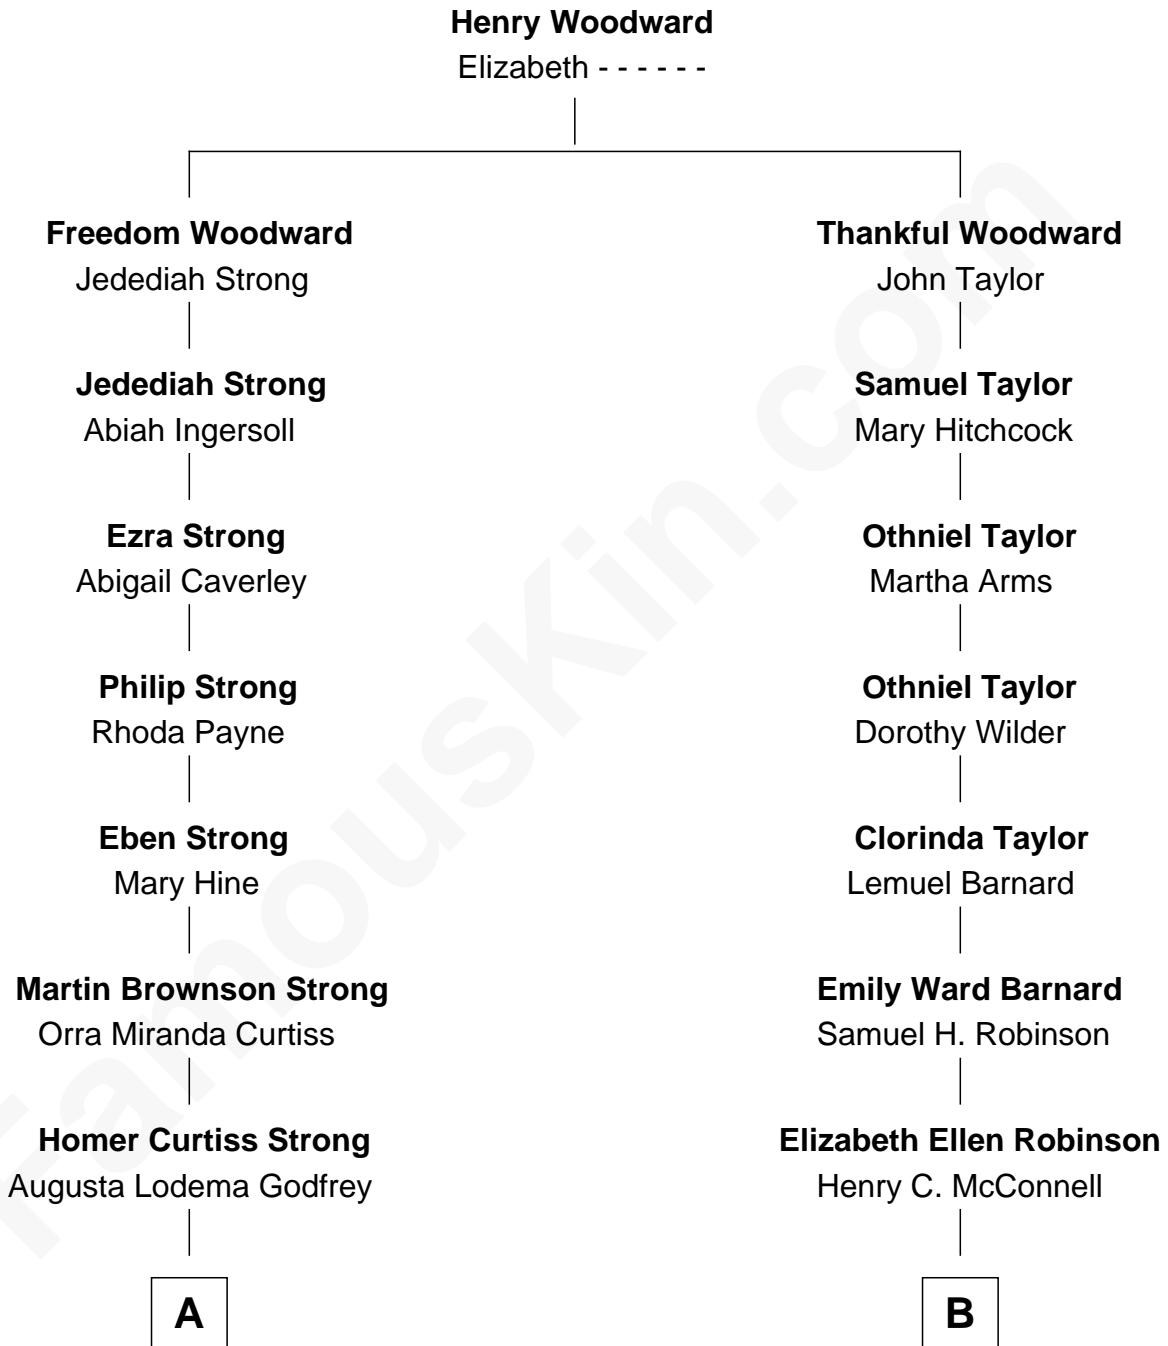 Henry Woodward
Elizabeth - - - - - -
Freedom Woodward
Jedediah Strong
Thankful Woodward
John Taylor
Jedediah Strong
Abiah Ingersoll
Samuel Taylor
Mary Hitchcock
Ezra Strong
Abigail Caverley
Othniel Taylor
Martha Arms
Philip Strong
Rhoda Payne
Othniel Taylor
Dorothy Wilder
Eben Strong
Mary Hine
Clorinda Taylor
Lemuel Barnard
Martin Brownson Strong
Orra Miranda Curtiss
Emily Ward Barnard
Samuel H. Robinson
Homer Curtiss Strong
Augusta Lodema Godfrey
Elizabeth Ellen Robinson
Henry C. McConnell
A
B
FamousKin.com